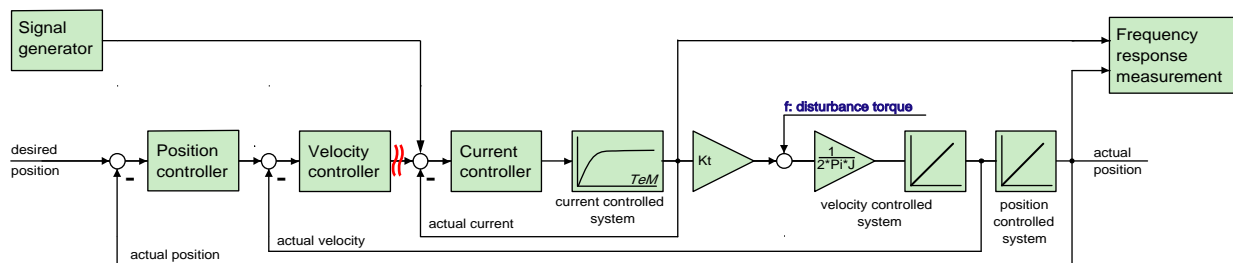 Signal
generator
Frequency
response
measurement
f: disturbance torque
desired
position
Position
controller
Velocity
controller
Current
controller
TeM
Kt
1
2*Pi*J
actual
position
current controlled
system
velocity controlled
system
position
controlled
system
actual current
actual velocity
actual position